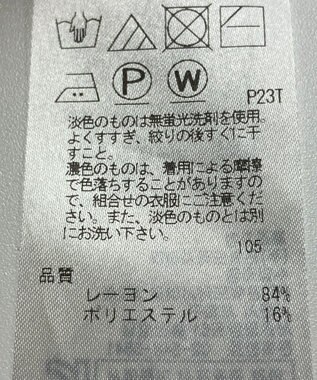 P W
P23T
淡色のものは無蛍光洗剤を使用。
よくすすぎ、絞りの後すぐに干
すこと。
濃色のものは、着用による摩擦
で色落ちすることがありますの
で、組合せの衣服にご注意くださ
い。また、淡色のものとは別
にお洗い下さい。
105
品質
レーヨン 84%
ポリエステル 16%